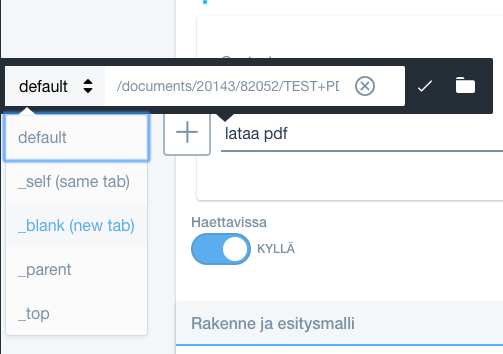 default
/documents/20143/82052/TEST+PD
default
lataa pdf
_self (same tab)
_blank (new tab)
_parent
_top
Haettavissa
KYLLÄ
Rakenne ja esitysmalli